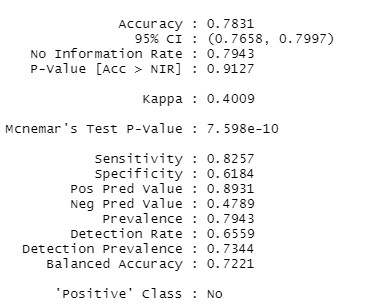 Accuracy : 0.7831
95% CI : (0.7658, 0.7997)
No Information Rate : 0.7943
P-Value [Acc > NIR] : 0.9127
Kappa : 0.4009
Mcnemar's Test P-Value : 7.598e-10
Sensitivity : 0.8257
Specificity : 0.6184
Pos Pred Value : 0.8931
Neg Pred Value : 0.4789
Prevalence : 0.7943
Detection Rate : 0.6559
Detection Prevalence : 0.7344
Balanced Accuracy : 0.7221
'Positive' Class : No